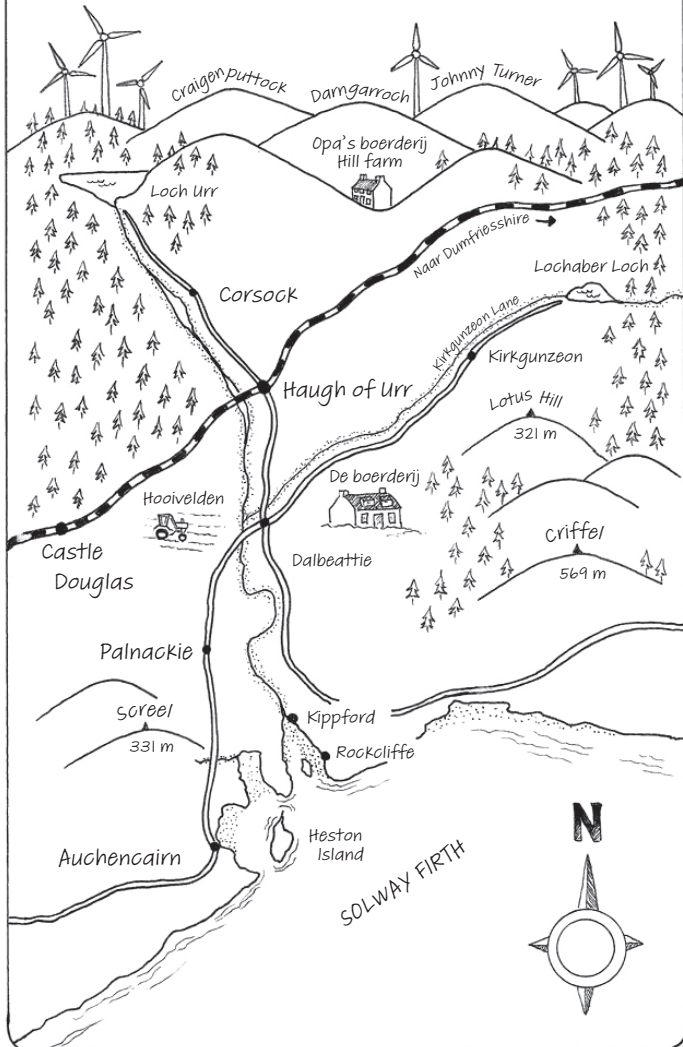 Craigenputtock
Darngarroch
Johnny Turner
Opa's boerderij
Hill farm
Loch Urr
Naar Dumfriesshire
Lochaber Loch
Corsock
Kirkgunzeon Lane
Kirkgunzeon
Haugh of Urr
Lotus Hill
321 m
De boerderij
Hooivelden
Castle
Douglas
Dalbeattie
Criffel
569 m
Palnackie
Screel
331 m
Kippford
Rockcliffe
Heston
Island
Auchencairn
SOLWAY FIRTH
N